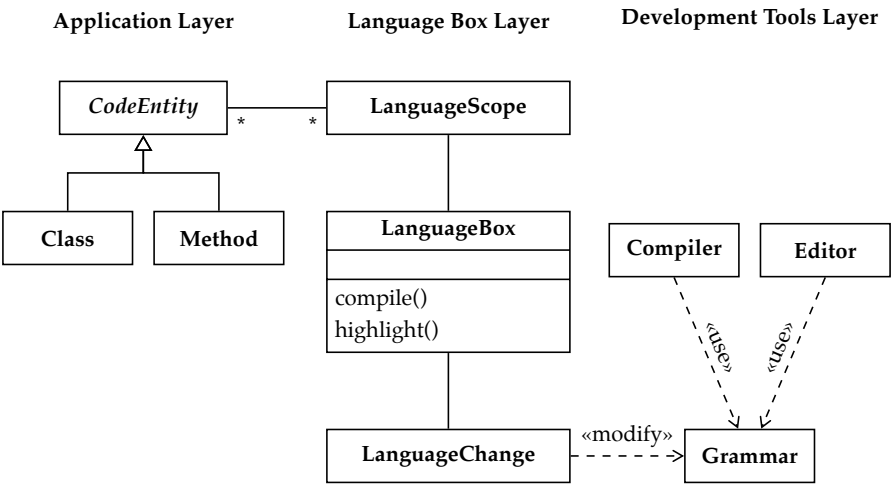 Application Layer
Language Box Layer
Development Tools Layer
CodeEntity
*
*
LanguageScope
Class
Method
LanguageBox
compile()
highlight()
Compiler
Editor
«use»
«use»
LanguageChange
«modify»
Grammar